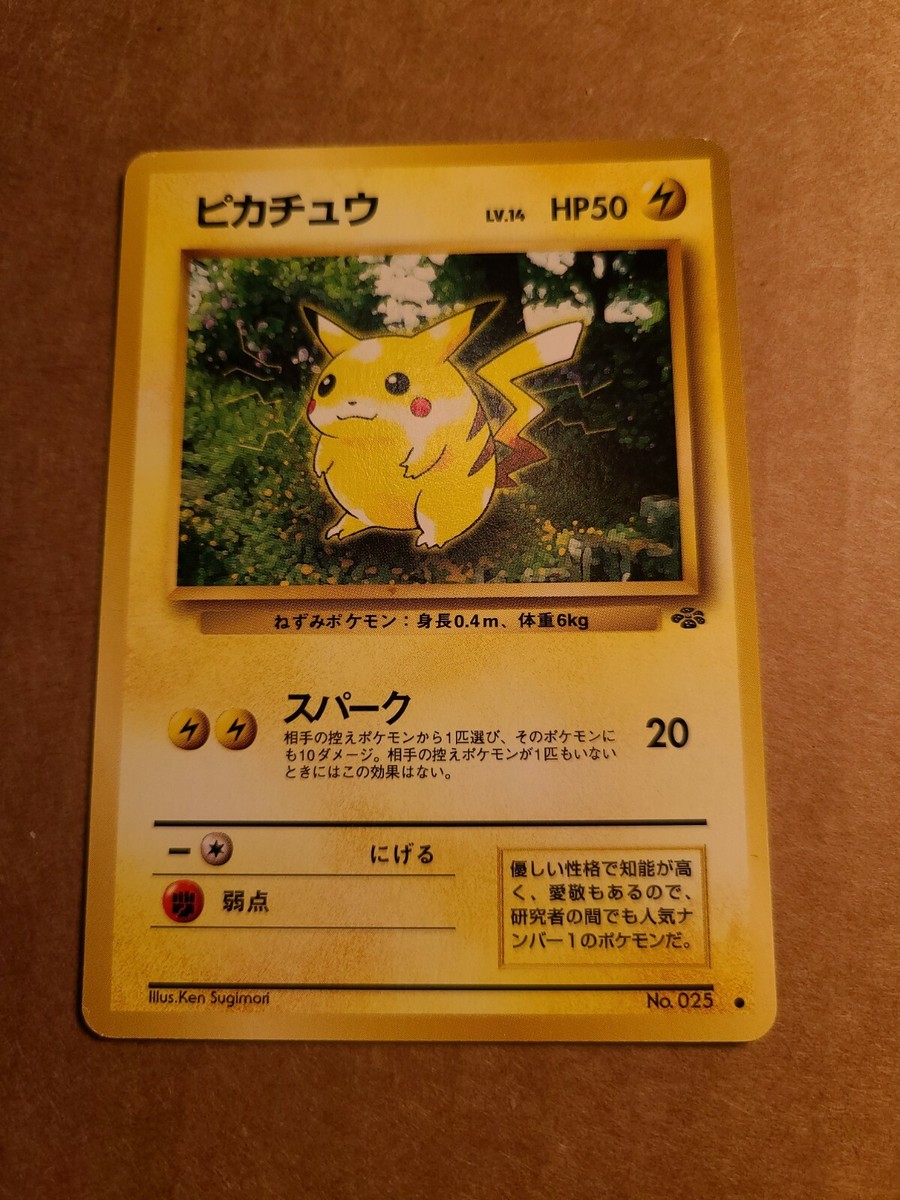 ピカチュウ LV.14 HP50
ねずみポケモン：身長0.4m、体重6kg
スパーク 20
相手の控えポケモンから1匹選び、そのポケモンに
も10ダメージ。相手の控えポケモンが1匹もいない
ときにはこの効果はない。
にげる
弱点
優しい性格で知能が高
く、愛敬もあるので、
研究者の間でも人気ナ
ンバー1のポケモンだ。
Illus.Ken Sugimori No. 025